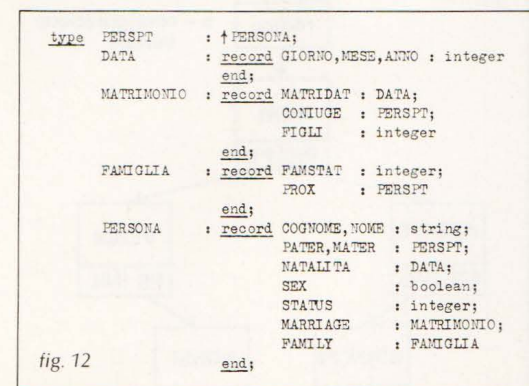 type PERSPT : ↑PERSONA;
DATA : record GIORNO,MESE,ANNO : integer
end;
MATRIMONIO : record MATRIDAT : DATA;
CONIUGE : PERSPT;
FIGLI : integer
end;
FAMIGLIA : record FAMSTAT : integer;
PROX : PERSPT
end;
PERSONA : record COGNOME,NOME : string;
PATER,MATER : PERSPT;
NATALITA : DATA;
SEX : boolean;
STATUS : integer;
MARRIAGE : MATRIMONIO;
FAMILY : FAMIGLIA
end;
fig. 12